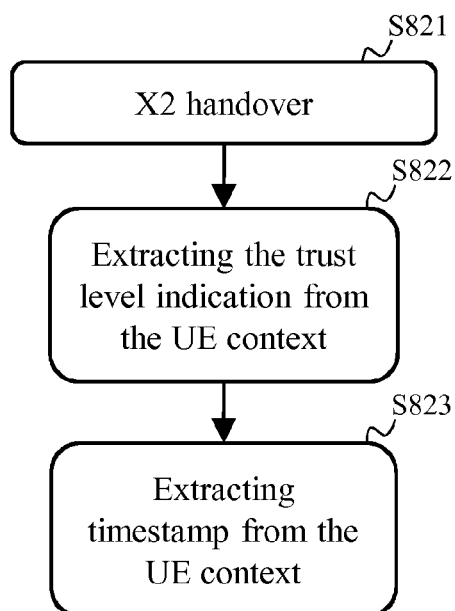 S821
X2 handover
S822
Extracting the trust
level indication from
the UE context
S823
Extracting
timestamp from the
UE context